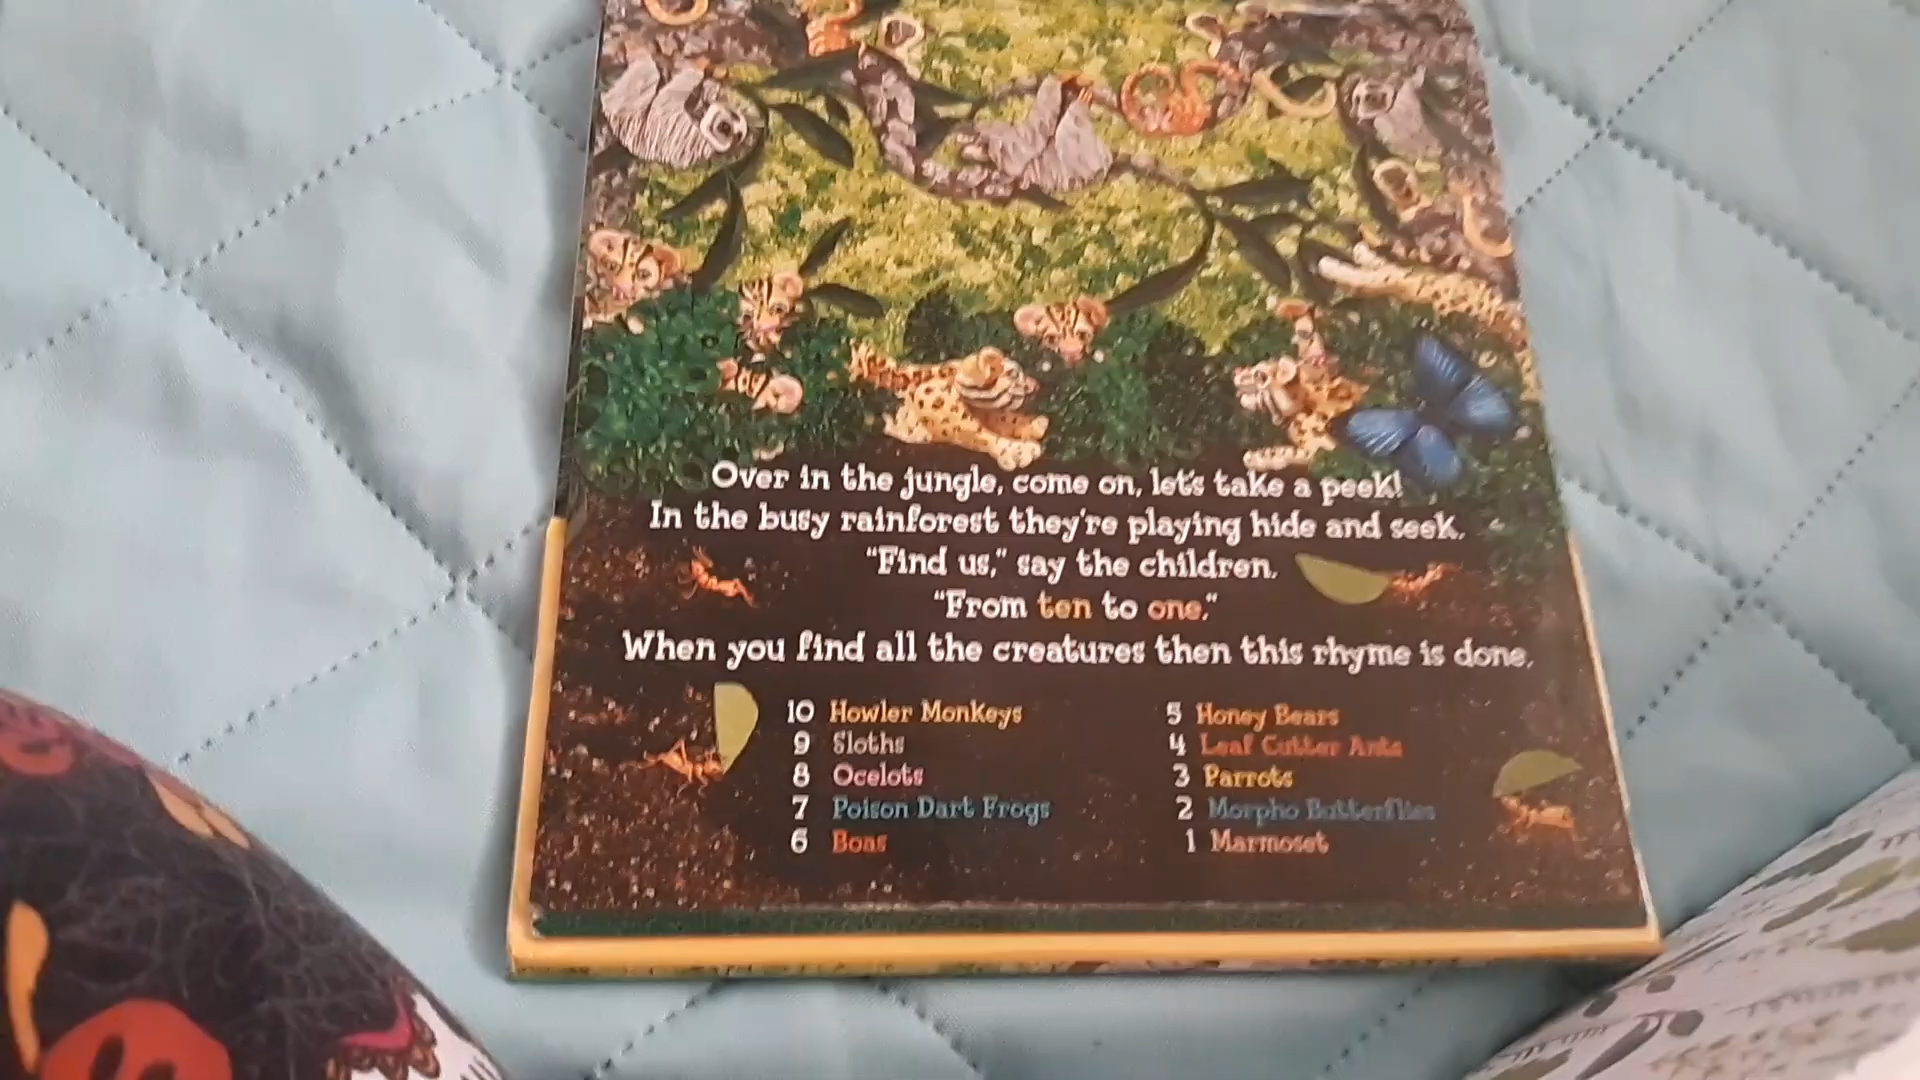 Over in the jungle, come on, let's take a peek!
In the busy rainforest they're playing hide and seek.
“Find us,” say the children.
“From ten to one.”
When you find all the creatures then this rhyme is done.
10 Howler Monkeys
9 Sloths
8 Ocelots
7 Poison Dart Frogs
6 Boas
5 Honey Bears
4 Leaf Cutter Ants
3 Parrots
2 Morpho Butterflies
1 Marmoset